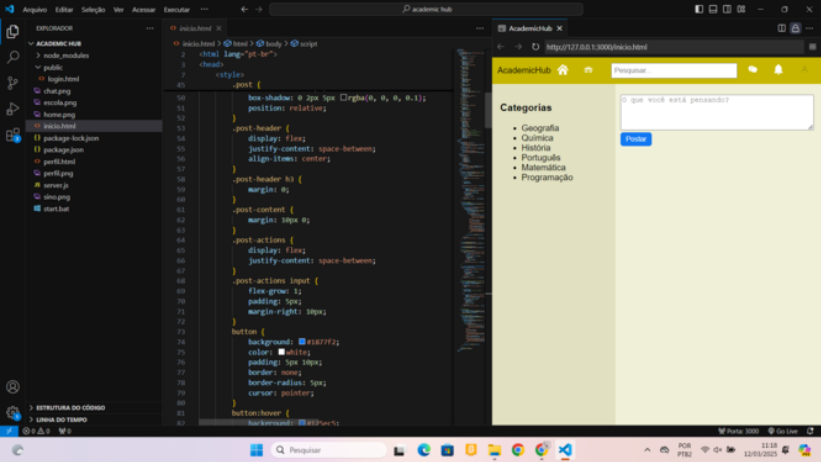 Arquivo Editar Seleção Ver Acessar Executar ··· academic hub
EXPLORADOR ···
ACADEMIC HUB
node_modules
public
login.html
chat.png
escola.png
home.png
inicio.html
package-lock.json
package.json
perfil.html
perfil.png
server.js
sino.png
start.bat
ESTRUTURA DO CÓDIGO
LINHA DO TEMPO
inicio.html
inicio.html > html > body > script
2 <html lang="pt-br">
3 <head>
7 <style>
45 .post {
50 box-shadow: 0 2px 5px rgba(0, 0, 0, 0.1);
51 position: relative;
52 }
53 .post-header {
54 display: flex;
55 justify-content: space-between;
56 align-items: center;
57 }
58 .post-header h3 {
59 margin: 0;
60 }
61 .post-content {
62 margin: 10px 0;
63 }
64 .post-actions {
65 display: flex;
66 justify-content: space-between;
67 }
68 .post-actions input {
69 flex-grow: 1;
70 padding: 5px;
71 margin-right: 10px;
72 }
73 button {
74 background: #1877f2;
75 color: white;
76 padding: 5px 10px;
77 border: none;
78 border-radius: 5px;
79 cursor: pointer;
80 }
81 button:hover {
82 background:
AcademicHub
http://127.0.0.1:3000/inicio.html
AcademicHub Pesquisar...
Categorias
Geografia
Química
História
Português
Matemática
Programação
O que você está pensando?
Postar
0 0 0 Porta: 3000 Go Live
Pesquisar
POR
PTB2
11:18
12/03/2025